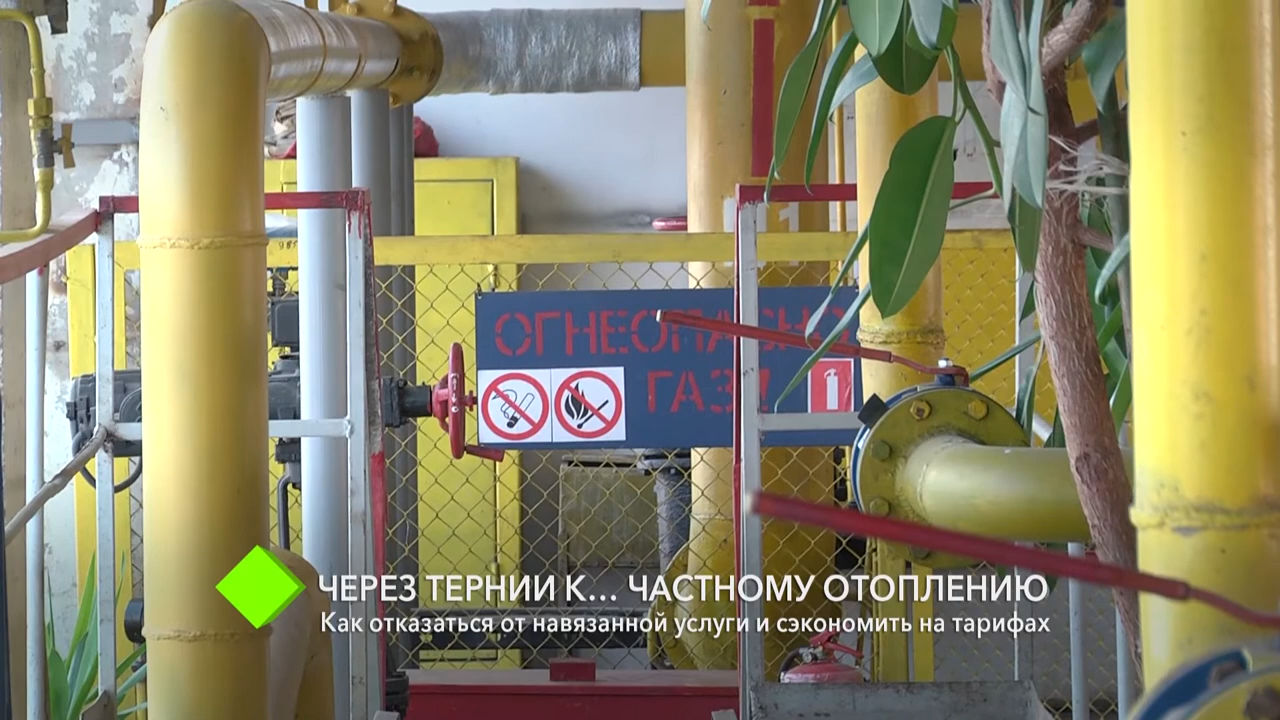 ОГНЕОПАСНО
ГАЗ!
ЧЕРЕЗ ТЕРНИИ К... ЧАСТНОМУ ОТОПЛЕНИЮ
Как отказаться от навязанной услуги и сэкономить на тарифах